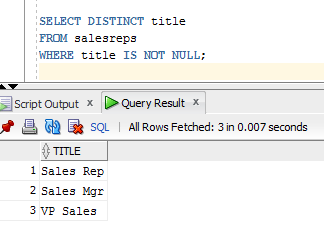 SELECT DISTINCT title
FROM salesreps
WHERE title IS NOT NULL;
Script Output x Query Result x
SQL | All Rows Fetched: 3 in 0.007 seconds
TITLE
1 Sales Rep
2 Sales Mgr
3 VP Sales